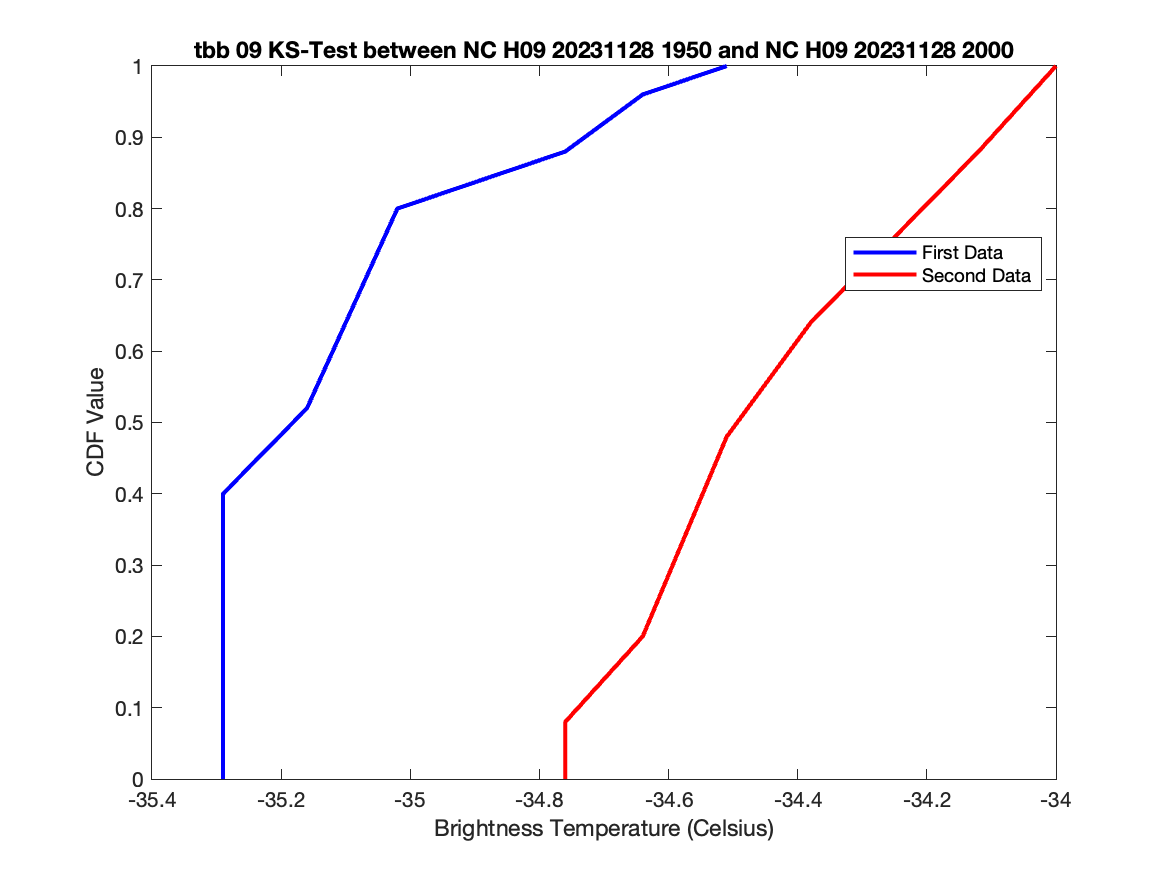 tbb 09 KS-Test between NC H09 20231128 1950 and NC H09 20231128 2000
1
0.9
0.8
0.7
0.6
0.5
0.4
0.3
0.2
0.1
0
CDF Value
First Data
Second Data
-35.4 -35.2 -35 -34.8 -34.6 -34.4 -34.2 -34
Brightness Temperature (Celsius)